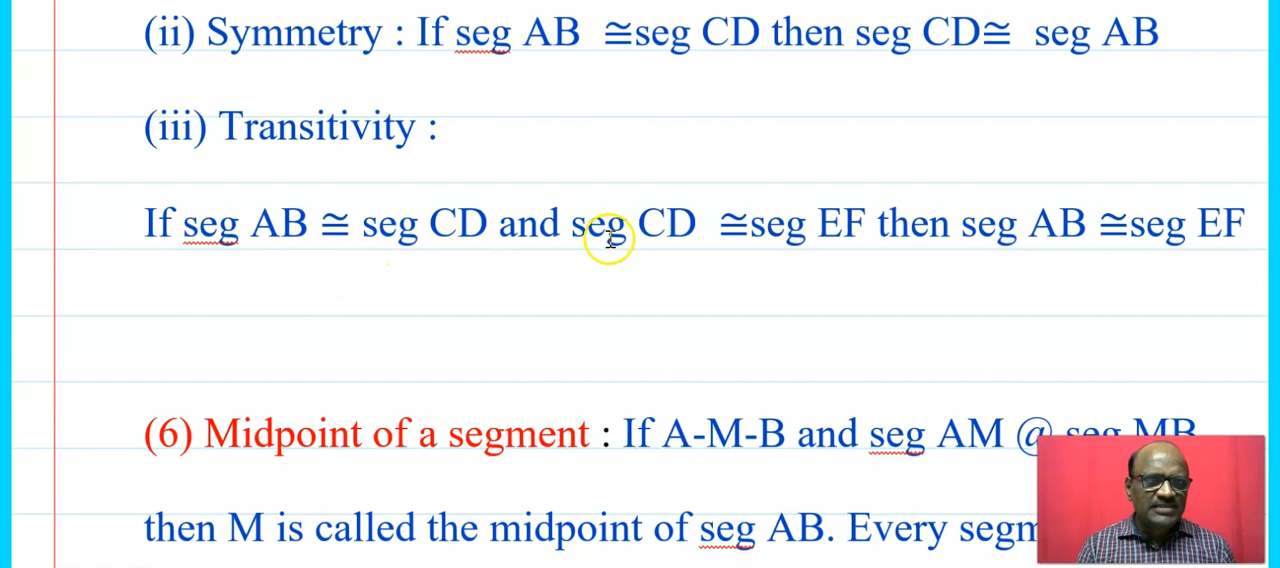 (ii) Symmetry : If seg AB ≅seg CD then seg CD≅ seg AB
(iii) Transitivity :
If seg AB ≅ seg CD and seg CD ≅seg EF then seg AB ≅seg EF
(6) Midpoint of a segment : If A-M-B and seg AM @ seg MB
then M is called the midpoint of seg AB. Every